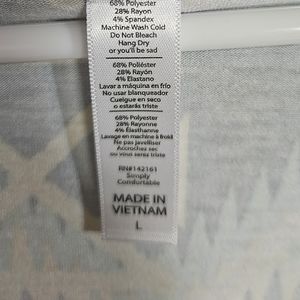 68% Polyester
28% Rayon
4% Spandex
Machine Wash Cold
Do Not Bleach
Hang Dry
or you'll be sad
68% Poliéster
28% Rayón
4% Elastano
Lavar a máquina en frío
No usar blanqueador
Cuelgue en seco
o estarás triste
68% Polyester
28% Rayonne
4% Élasthanne
Lavage en machine à froid
Ne pas javelliser
Accrochez sec
ou vous serez triste
RN#142161
Simply
Comfortable
MADE IN
VIETNAM
L